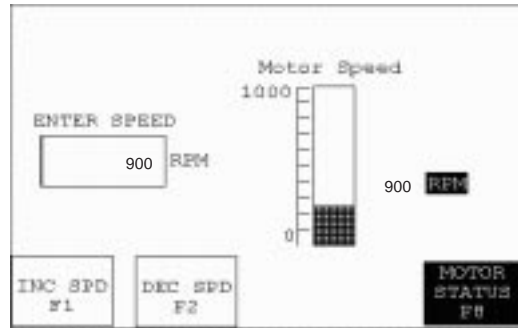 Motor Speed
1000
ENTER SPEED
900 RPM
900 RPM
0
INC SPD
F1
DEC SPD
F2
MOTOR
STATUS
F8